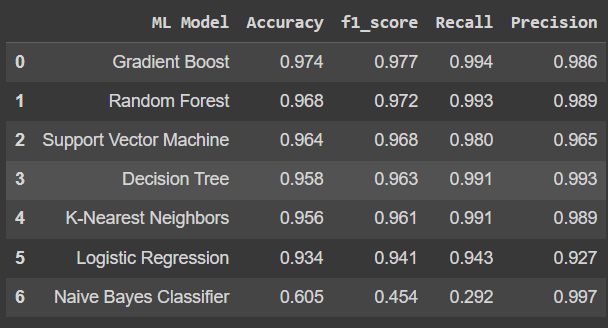 ML Model Accuracy f1_score Recall Precision
0 Gradient Boost 0.974 0.977 0.994 0.986
1 Random Forest 0.968 0.972 0.993 0.989
2 Support Vector Machine 0.964 0.968 0.980 0.965
3 Decision Tree 0.958 0.963 0.991 0.993
4 K-Nearest Neighbors 0.956 0.961 0.991 0.989
5 Logistic Regression 0.934 0.941 0.943 0.927
6 Naive Bayes Classifier 0.605 0.454 0.292 0.997